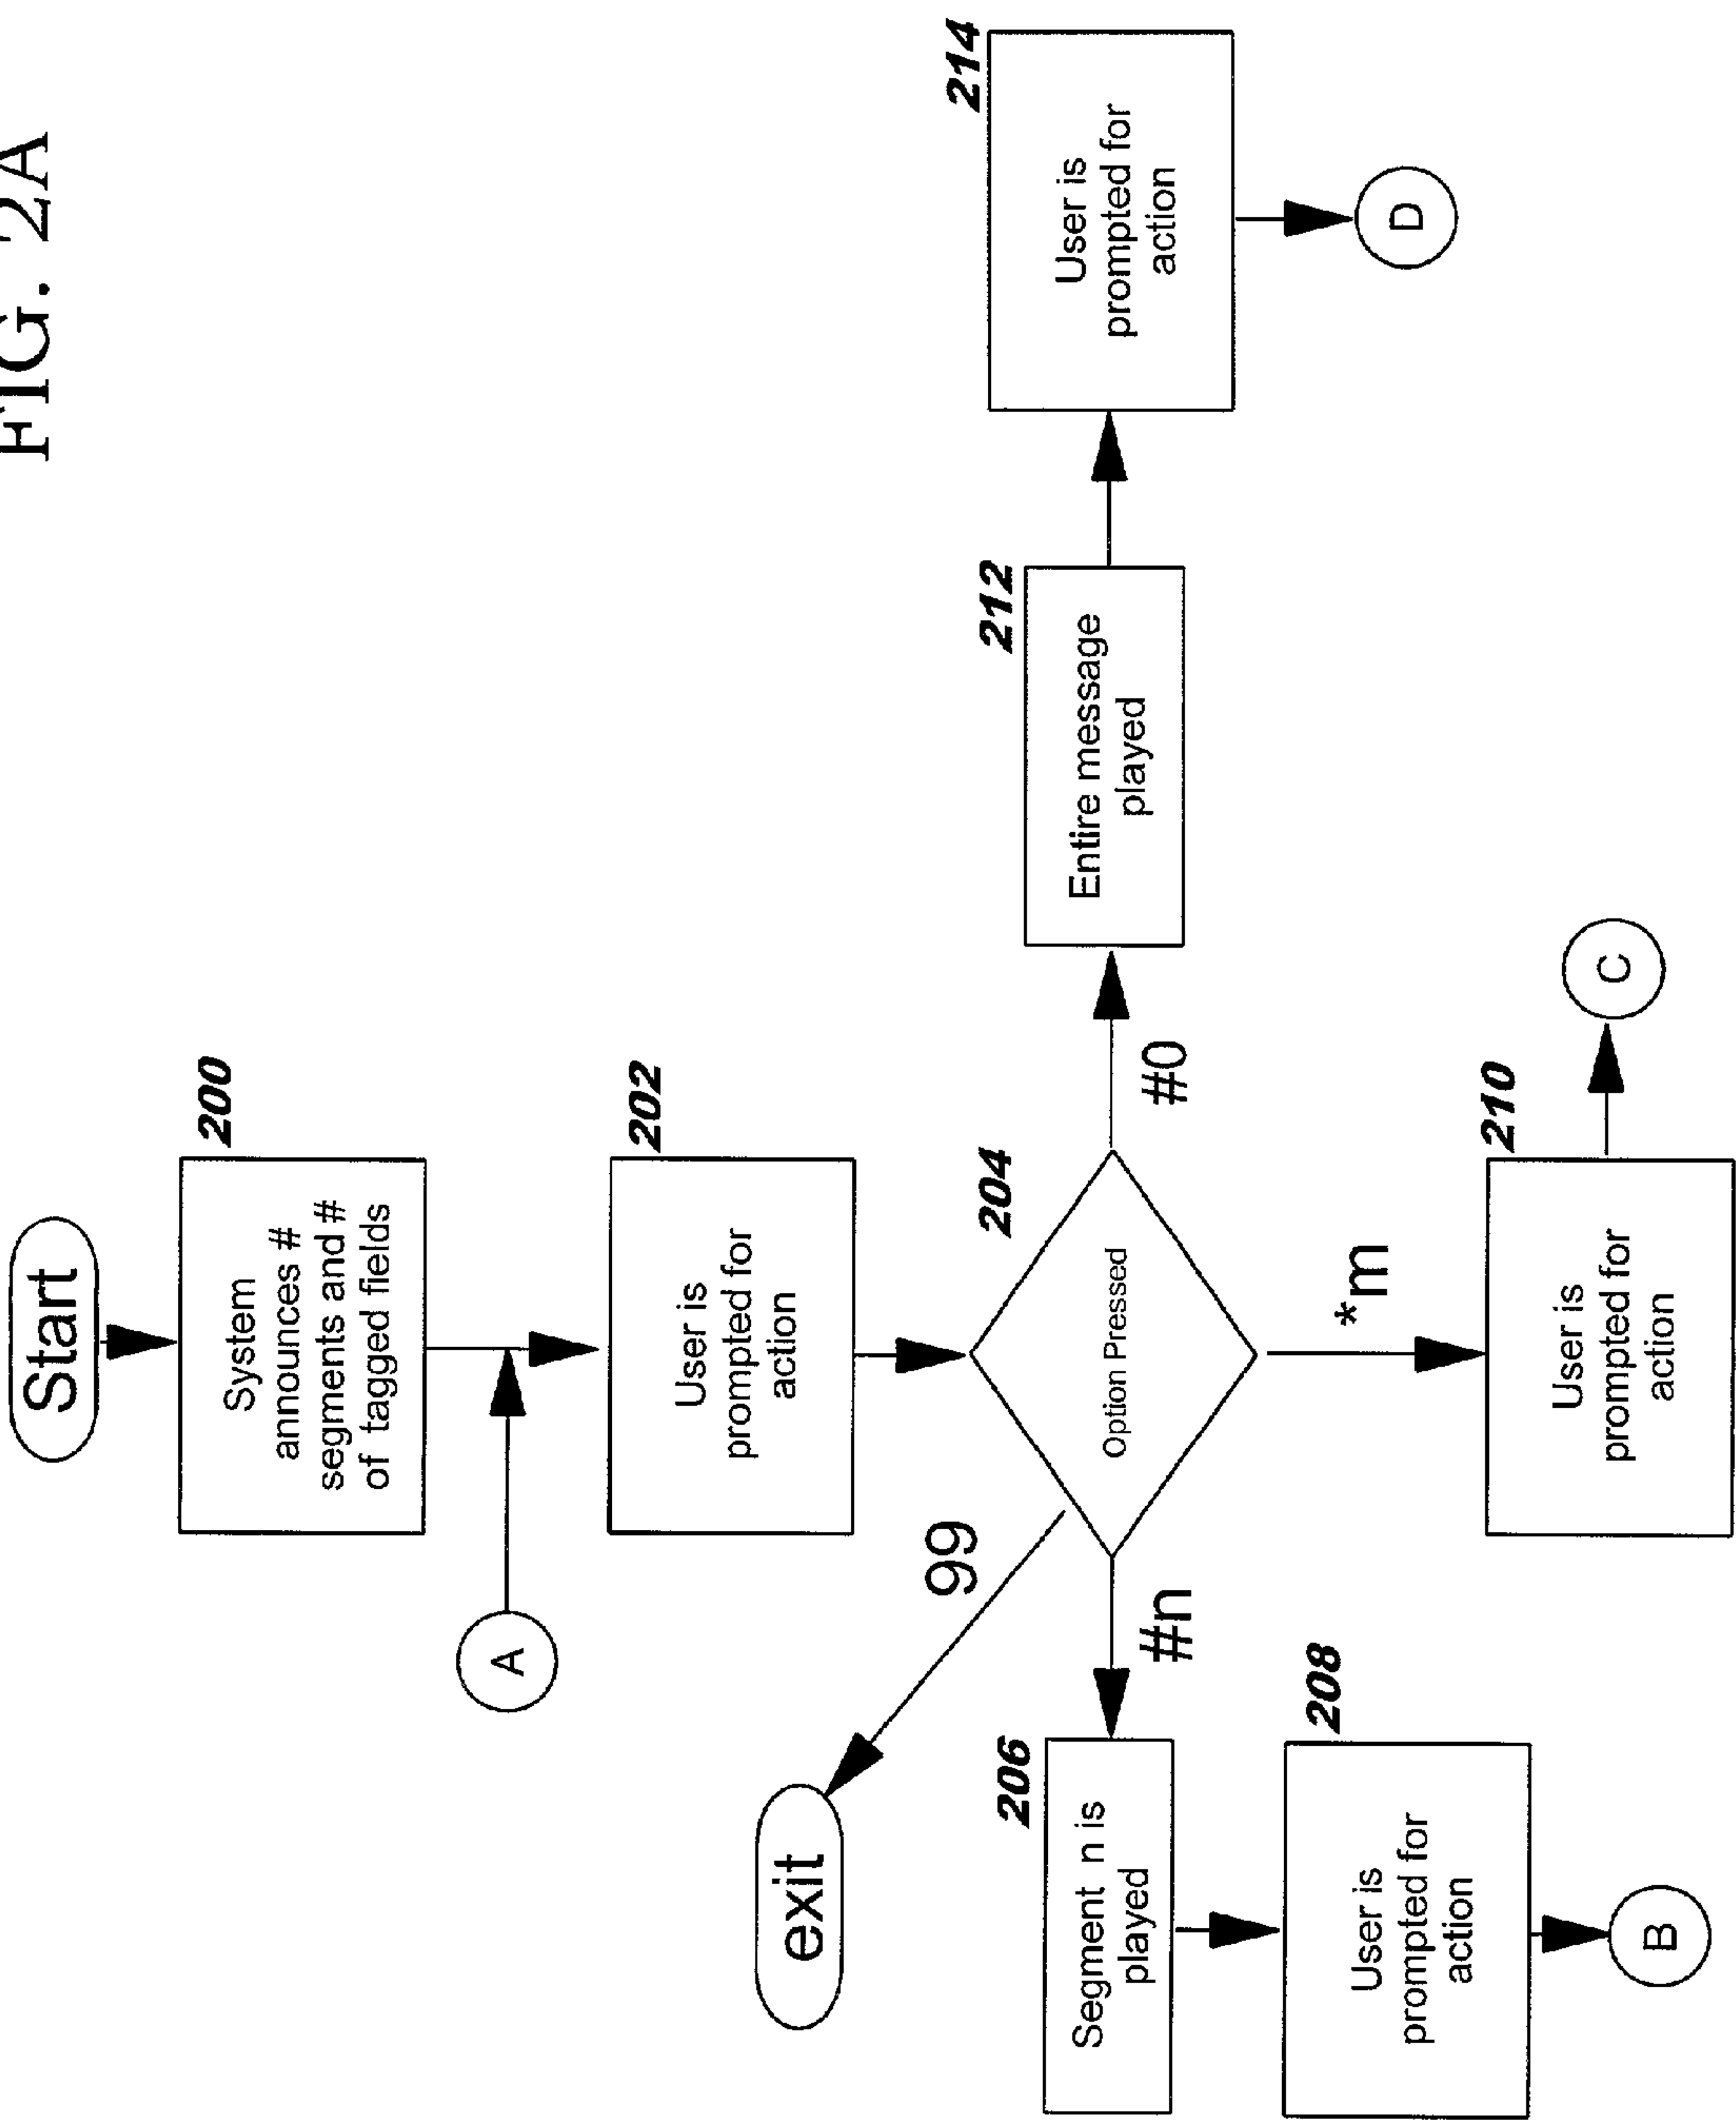 FIG. 2A
Start
200
System
announces #
segments and #
of tagged fields
A
202
User is
prompted for
action
99
exit
204
Option Pressed
#n
#0
*m
206
Segment n is
played
208
User is
prompted for
action
B
210
User is
prompted for
action
C
212
Entire message
played
214
User is
prompted for
action
D